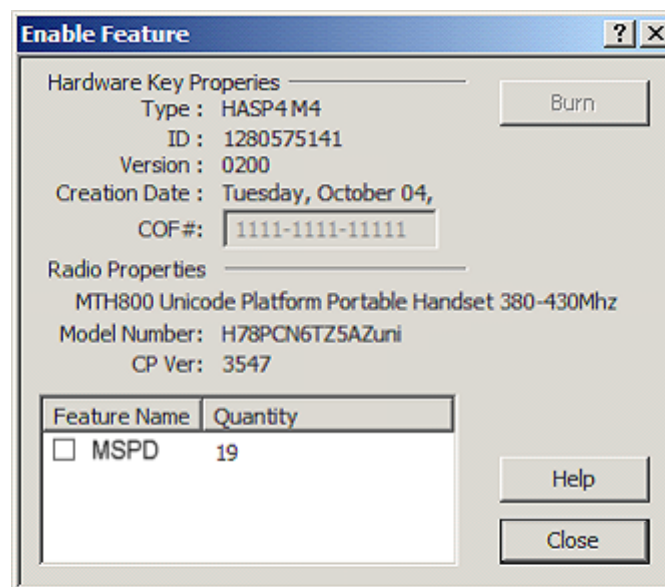 Enable Feature
Hardware Key Properies
Burn
Type : HASP4 M4
ID : 1280575141
Version : 0200
Creation Date : Tuesday, October 04,
COF#: 1111-1111-11111
Radio Properties
MTH800 Unicode Platform Portable Handset 380-430Mhz
Model Number: H78PCN6TZ5AZuni
CP Ver: 3547
Feature Name Quantity
MSPD 19
Help
Close